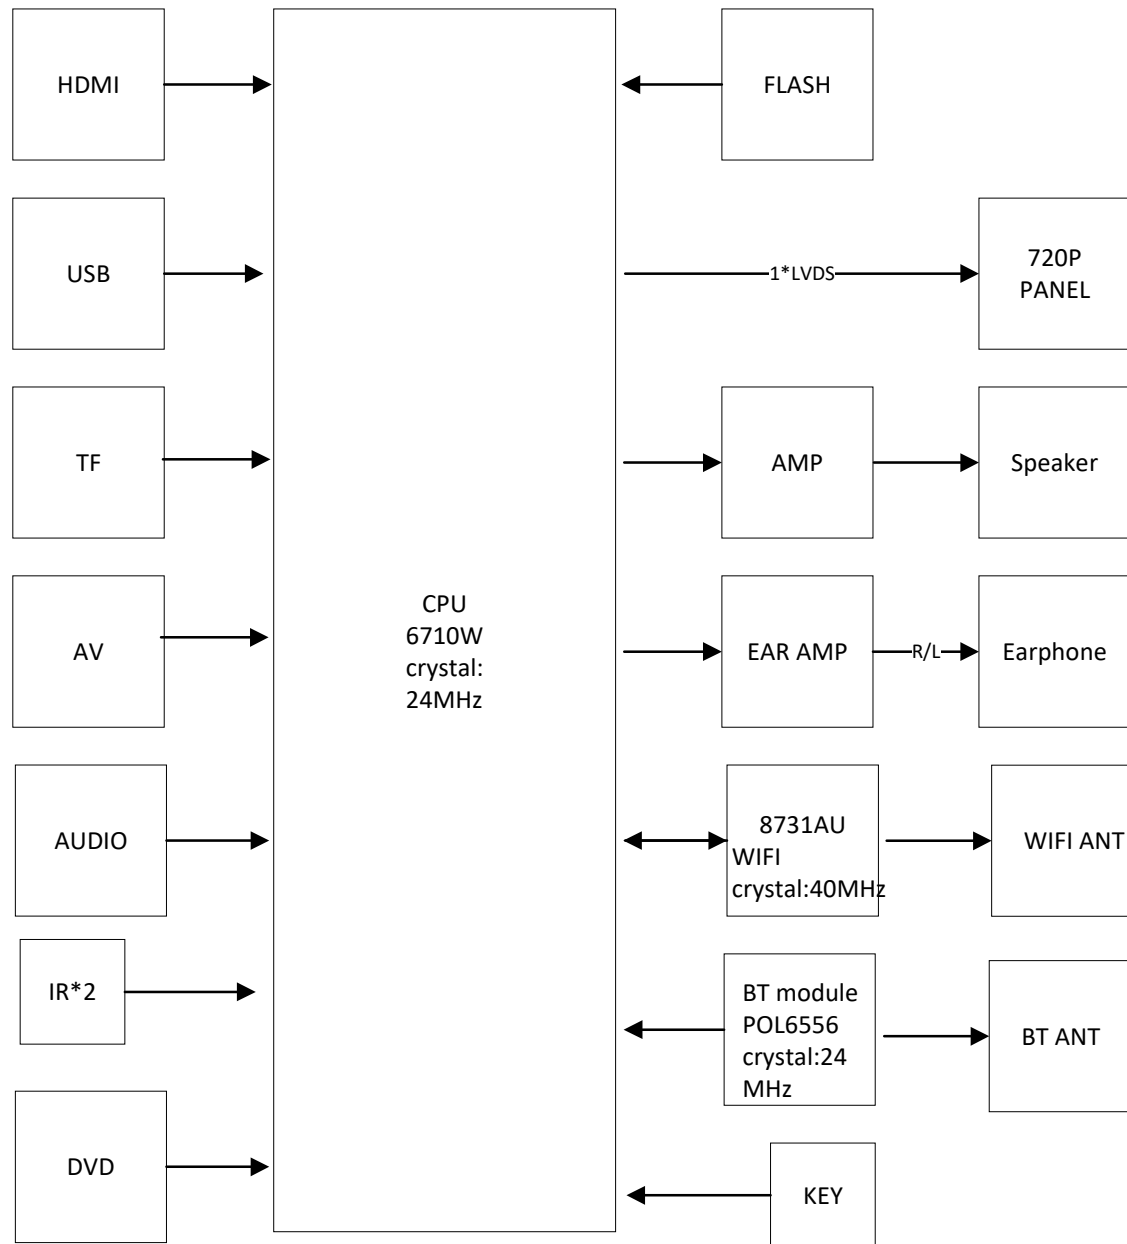 HDMI
FLASH
USB
1*LVDS
720P
PANEL
TF
AMP
Speaker
AV
CPU
6710W
crystal:
24MHz
EAR AMP
R/L
Earphone
AUDIO
8731AU
WIFI
crystal:40MHz
WIFI ANT
IR*2
BT module
POL6556
crystal:24
MHz
BT ANT
DVD
KEY